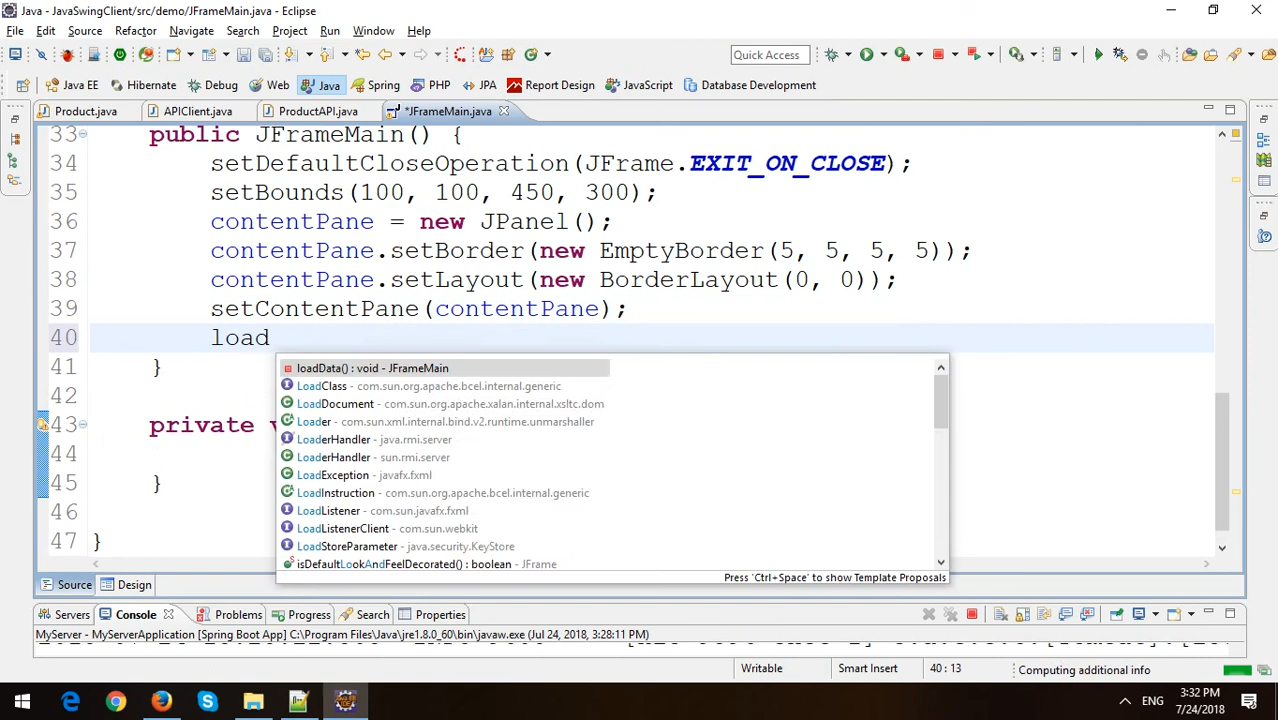 Java - JavaSwingClient/src/demo/JFrameMain.java - Eclipse
File Edit Source Refactor Navigate Search Project Run Window Help
Quick Access
Java EE Hibernate Debug Web Java Spring PHP JPA Report Design JavaScript Database Development
Product.java APIClient.java ProductAPI.java *JFrameMain.java
33 public JFrameMain() {
34 setDefaultCloseOperation(JFrame.EXIT_ON_CLOSE);
35 setBounds(100, 100, 450, 300);
36 contentPane = new JPanel();
37 contentPane.setBorder(new EmptyBorder(5, 5, 5, 5));
38 contentPane.setLayout(new BorderLayout(0, 0));
39 setContentPane(contentPane);
40 load
41 }
42
43 private
44
45 }
46
47 }
loadData() : void - JFrameMain
LoadClass - com.sun.org.apache.bcel.internal.generic
LoadDocument - com.sun.org.apache.xalan.internal.xsltc.dom
Loader - com.sun.xml.internal.bind.v2.runtime.unmarshaller
LoaderHandler - java.rmi.server
LoaderHandler - sun.rmi.server
LoadException - javafx.fxml
LoadInstruction - com.sun.org.apache.bcel.internal.generic
LoadListener - com.sun.javafx.fxml
LoadListenerClient - com.sun.webkit
LoadStoreParameter - java.security.KeyStore
isDefaultLookAndFeelDecorated() : boolean - JFrame
Press 'Ctrl+Space' to show Template Proposals
Source Design
Servers Console Problems Progress Search Properties
MyServer - MyServerApplication [Spring Boot App] C:\Program Files\Java\jre1.8.0_60\bin\javaw.exe (Jul 24, 2018, 3:28:11 PM)
Writable Smart Insert 40 : 13 Computing additional info
ENG 3:32 PM
7/24/2018